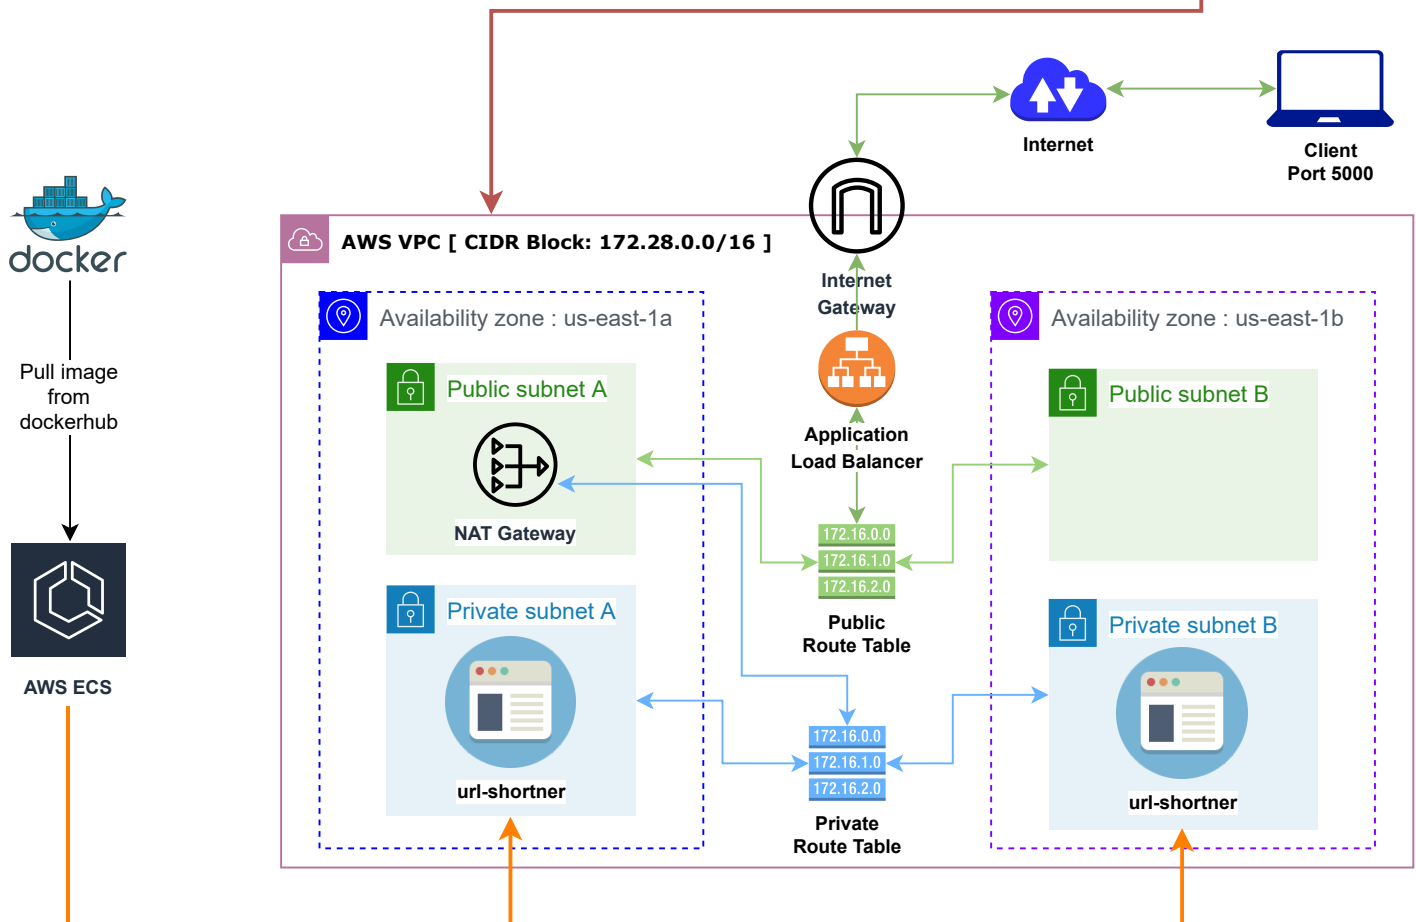 Internet
Client
Port 5000
docker
AWS VPC [ CIDR Block: 172.28.0.0/16 ]
Internet
Gateway
Availability zone : us-east-1a
Availability zone : us-east-1b
Pull image
from
dockerhub
Public subnet A
Public subnet B
Application
Load Balancer
NAT Gateway
172.16.0.0
172.16.1.0
172.16.2.0
Public
Route Table
Private subnet A
Private subnet B
AWS ECS
172.16.0.0
172.16.1.0
172.16.2.0
url-shortner
url-shortner
Private
Route Table